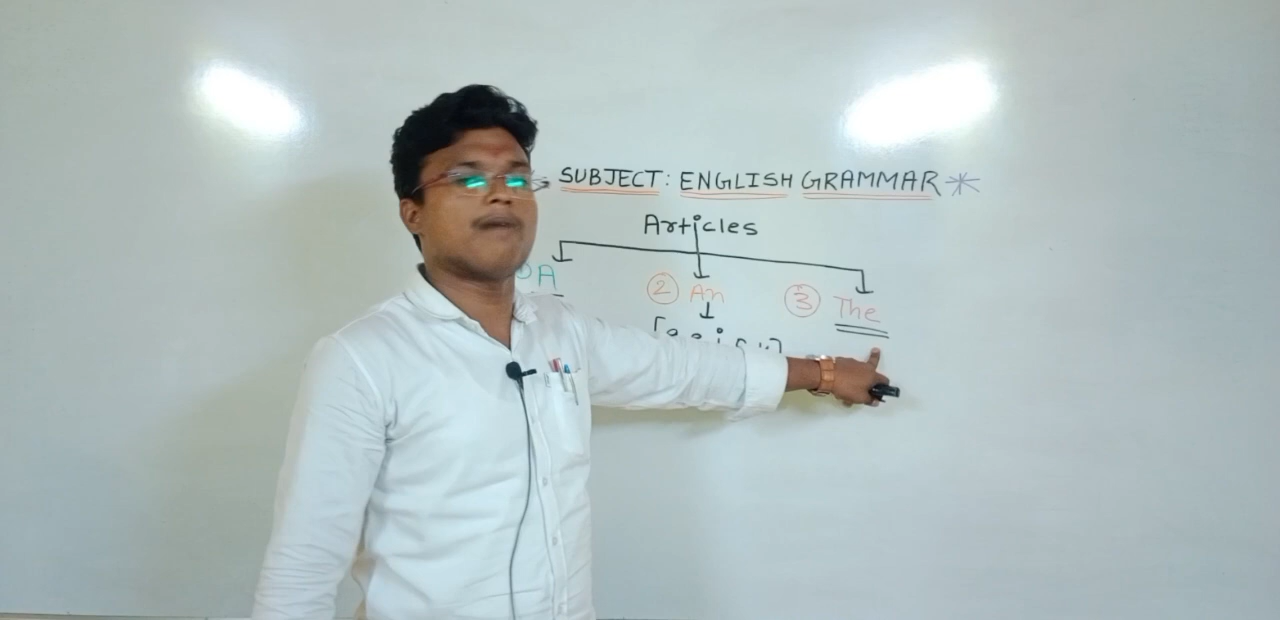 SUBJECT: ENGLISH GRAMMAR *
Articles
A ② An ③ The